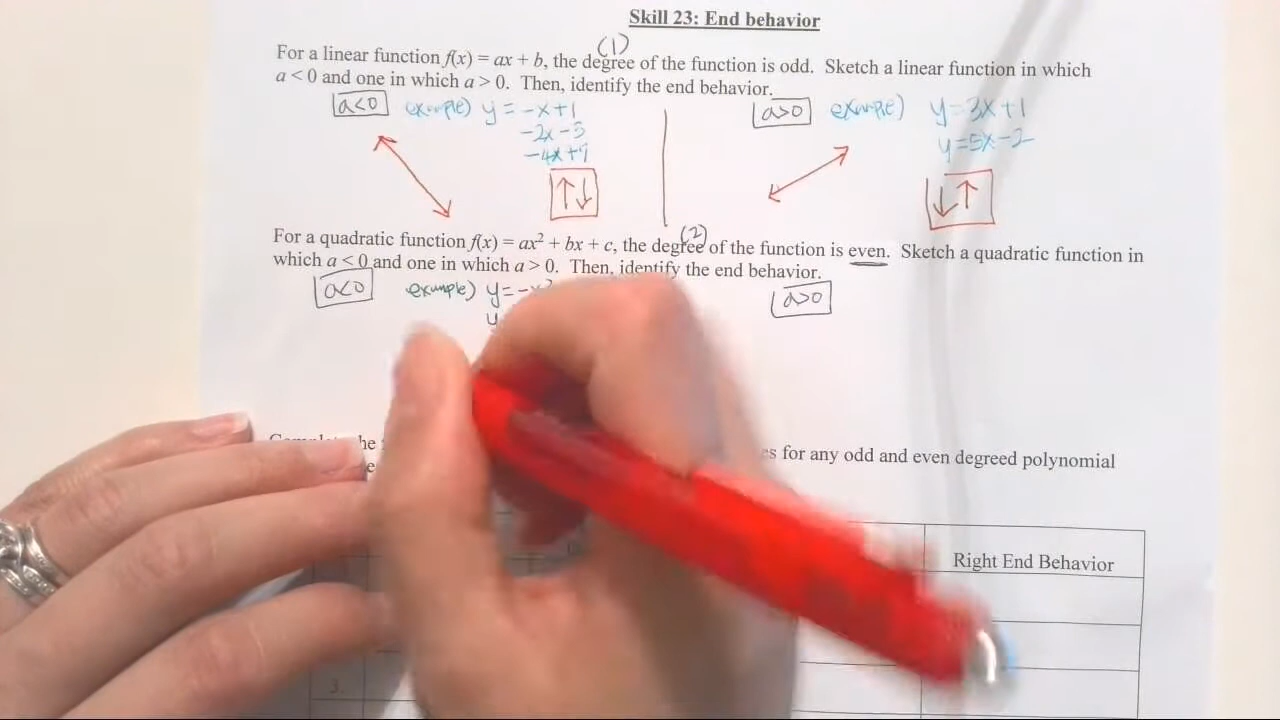 Skill 23: End behavior
(1)
For a linear function f(x) = ax + b, the degree of the function is odd. Sketch a linear function in which
a < 0 and one in which a > 0. Then, identify the end behavior.
a<0 example) y = -x+1
-2x-3
-4x+7
↑↓
a>0 example) y=3x+1
y=5x-2
↓↑
(2)
For a quadratic function f(x) = ax² + bx + c, the degree of the function is even. Sketch a quadratic function in
which a < 0 and one in which a > 0. Then, identify the end behavior.
a<0 example) y=-x²
y
a>0
s for any odd and even degreed polynomial
Right End Behavior
3.